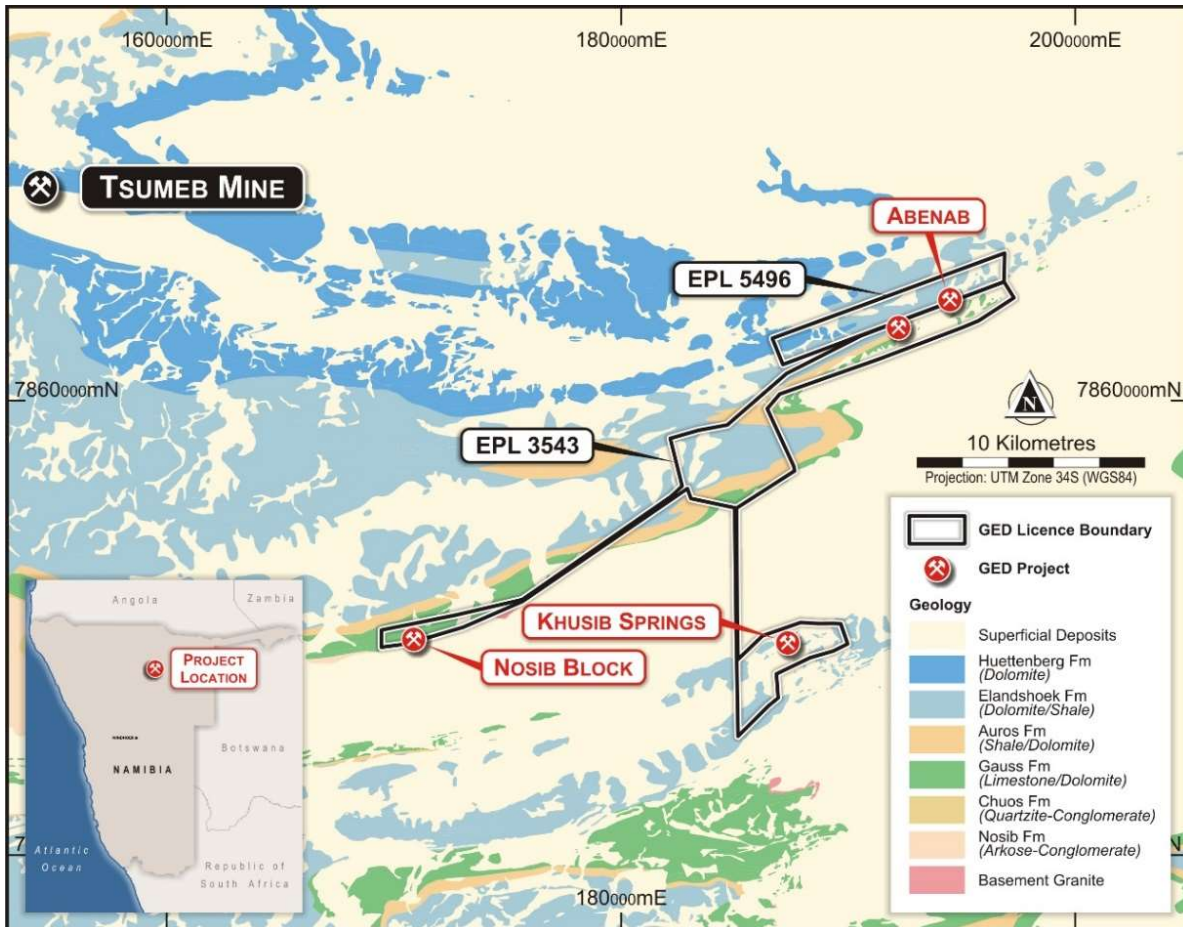 160000mE
180000mE
200000mE
TSUMEB MINE
ABENAB
EPL 5496
7860000mN
7860000mN
N
EPL 3543
10 Kilometres
Projection: UTM Zone 34S (WGS84)
KHUSIB SPRINGS
NOSIB BLOCK
GED LICENCE BOUNDARY
GED PROJECT
GEOLOGY
Superficial Deposits
Huettenberg Fm
(Dolomite)
Elandshoek Fm
(Dolomite/Shale)
Auros Fm
(Shale/Dolomite)
Gauss Fm
(Limestone/Dolomite)
Chuos Fm
(Quartzite-Conglomerate)
Nosib Fm
(Arkose-Conglomerate)
Basement Granite
Angola
Zambia
PROJECT
LOCATION
Botswana
NAMIBIA
Atlantic
Ocean
Republic of
South Africa
7
N
180000mE